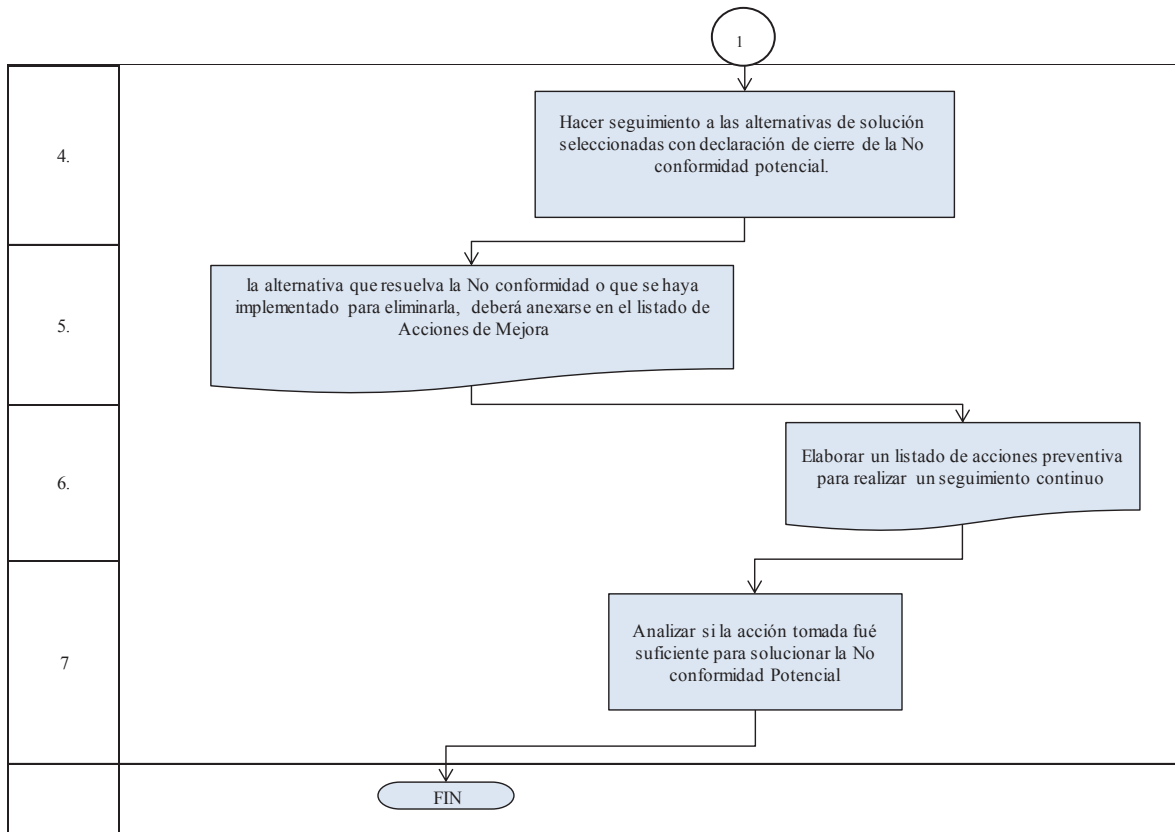 1
4.
Hacer seguimiento a las alternativas de solución
seleccionadas con declaración de cierre de la No
conformidad potencial.
5.
la alternativa que resuelva la No conformidad o que se haya
implementado para eliminarla, deberá anexarse en el listado de
Acciones de Mejora
6.
Elaborar un listado de acciones preventiva
para realizar un seguimiento continuo
7
Analizar si la acción tomada fué
suficiente para solucionar la No
conformidad Potencial
FIN